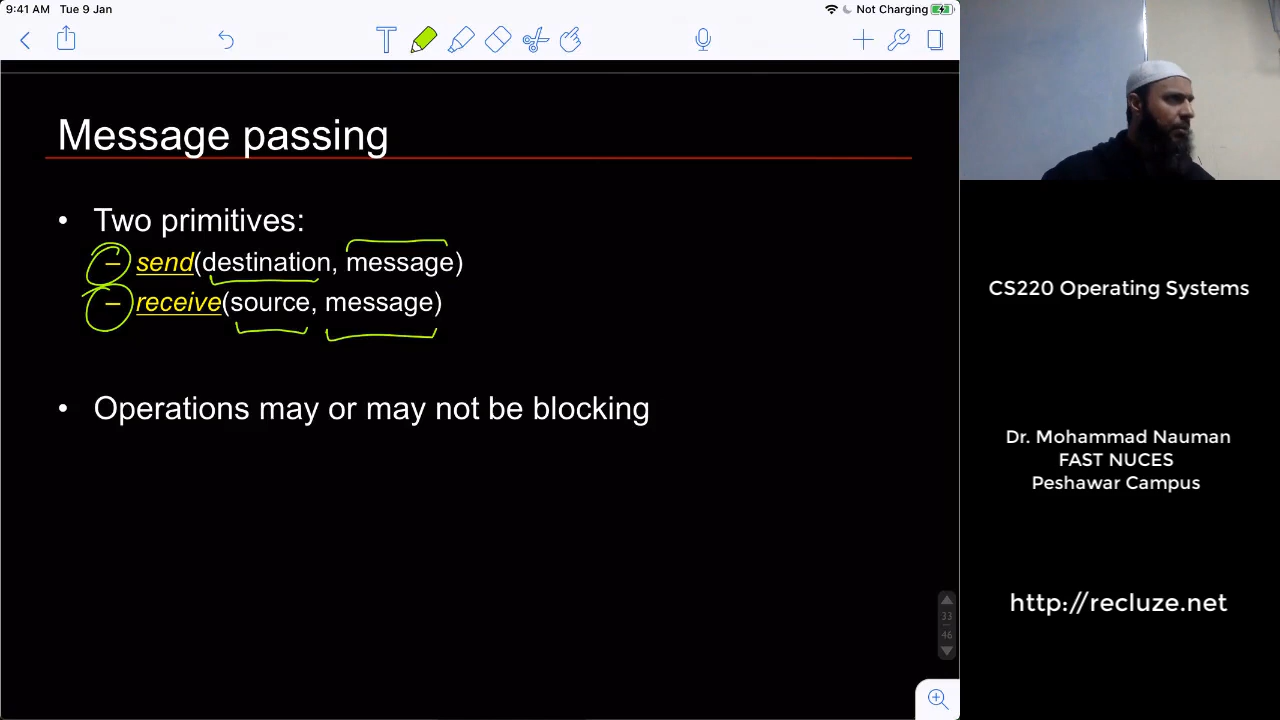 9:41 AM Tue 9 Jan
Not Charging
T
Message passing
• Two primitives:
– send(destination, message)
– receive(source, message)
• Operations may or may not be blocking
33
46
CS220 Operating Systems
Dr. Mohammad Nauman
FAST NUCES
Peshawar Campus
http://recluze.net